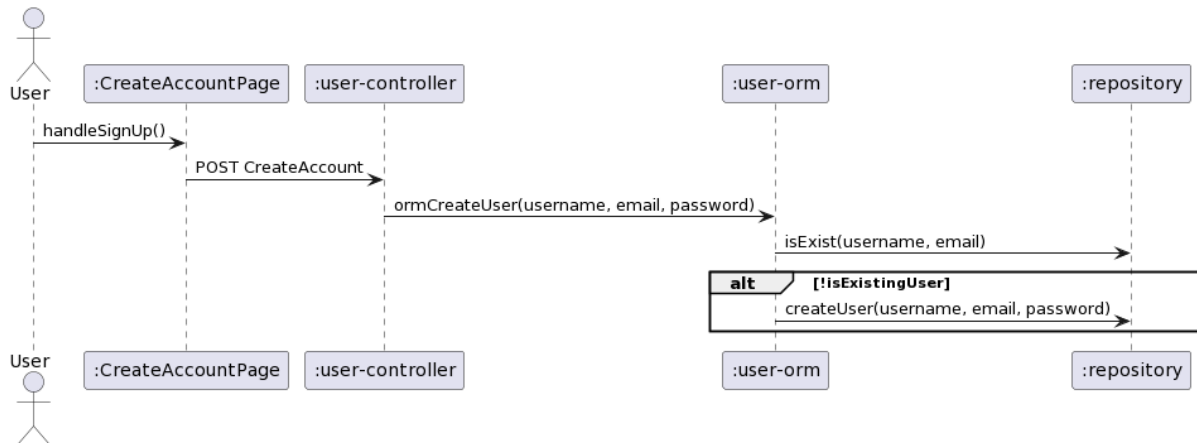 User
:CreateAccountPage
:user-controller
:user-orm
:repository
handleSignUp()
POST CreateAccount
ormCreateUser(username, email, password)
isExist(username, email)
alt [!isExistingUser]
createUser(username, email, password)
User
:CreateAccountPage
:user-controller
:user-orm
:repository